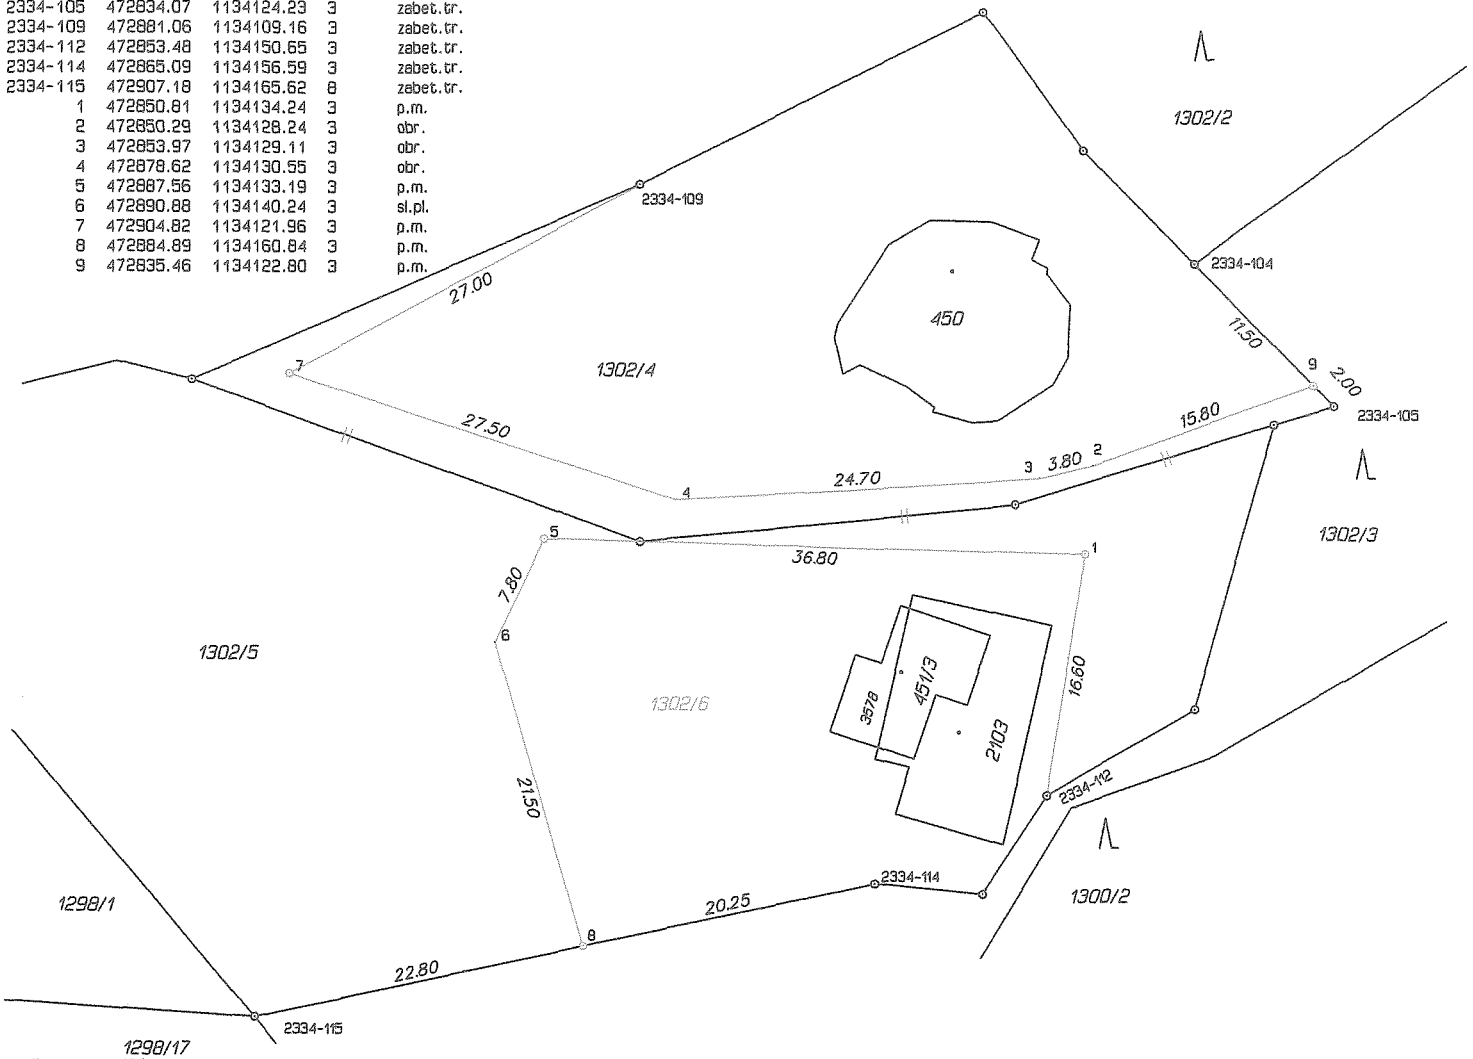 2334-105 472834.07 1134124.23 3 zabet.tr.
2334-109 472881.06 1134109.16 3 zabet.tr.
2334-112 472853.48 1134150.65 3 zabet.tr.
2334-114 472865.09 1134156.59 3 zabet.tr.
2334-115 472907.18 1134165.62 8 zabet.tr.
1 472850.81 1134134.24 3 p.m.
2 472850.29 1134128.24 3 obr.
3 472853.97 1134129.11 3 obr.
4 472878.62 1134130.55 3 obr.
5 472887.56 1134133.19 3 p.m.
6 472890.88 1134140.24 3 sl.pl.
7 472904.82 1134121.96 3 p.m.
8 472884.89 1134160.84 3 p.m.
9 472835.46 1134122.80 3 p.m.
1302/2
2334-109
2334-104
27.00
450
11.50
7
1302/4
9
2.00
15.80
2334-105
27.50
2
3.80
3
24.70
4
5
1302/3
1
36.80
7.80
6
1302/5
16.60
451/3
1302/6
3578
2103
21.50
2334-112
2334-114
1300/2
1298/1
20.25
8
22.80
2334-115
1298/17